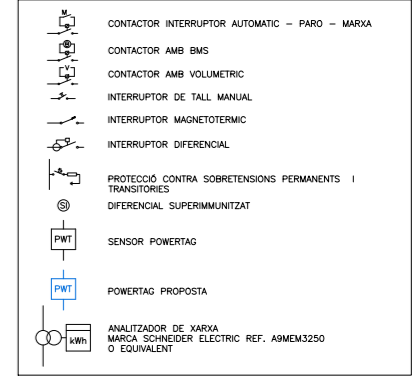 M
CONTACTOR INTERRUPTOR AUTOMATIC – PARO – MARXA
B
CONTACTOR AMB BMS
V
CONTACTOR AMB VOLUMETRIC
INTERRUPTOR DE TALL MANUAL
INTERRUPTOR MAGNETOTERMIC
INTERRUPTOR DIFERENCIAL
PROTECCIÓ CONTRA SOBRETENSIONS PERMANENTS I
TRANSITORIES
SI
DIFERENCIAL SUPERIMMUNITZAT
PWT
SENSOR POWERTAG
PWT
POWERTAG PROPOSTA
kWh
ANALITZADOR DE XARXA
MARCA SCHNEIDER ELECTRIC REF. A9MEM3250
O EQUIVALENT